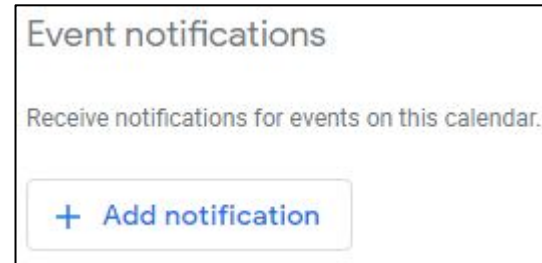 Event notifications
Receive notifications for events on this calendar.
+ Add notification